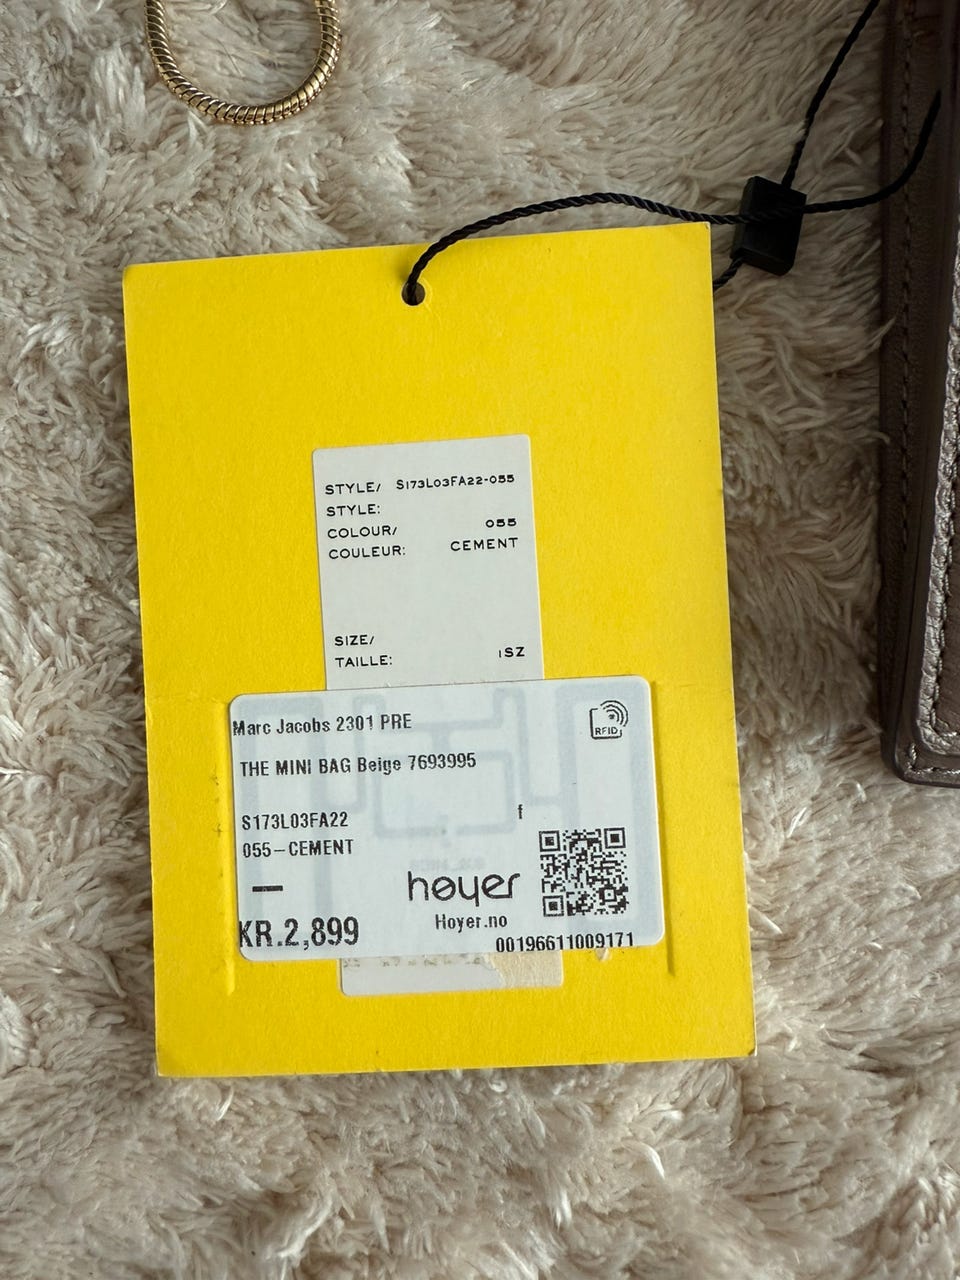 STYLE/ S173L03FA22-055
STYLE:
COLOUR/ 055
COULEUR: CEMENT
SIZE/
TAILLE: 1SZ
Marc Jacobs 2301 PRE
RFID
THE MINI BAG Beige 7693995
S173L03FA22 f
055-CEMENT
høyer
Hoyer.no
KR.2,899
00196611009171